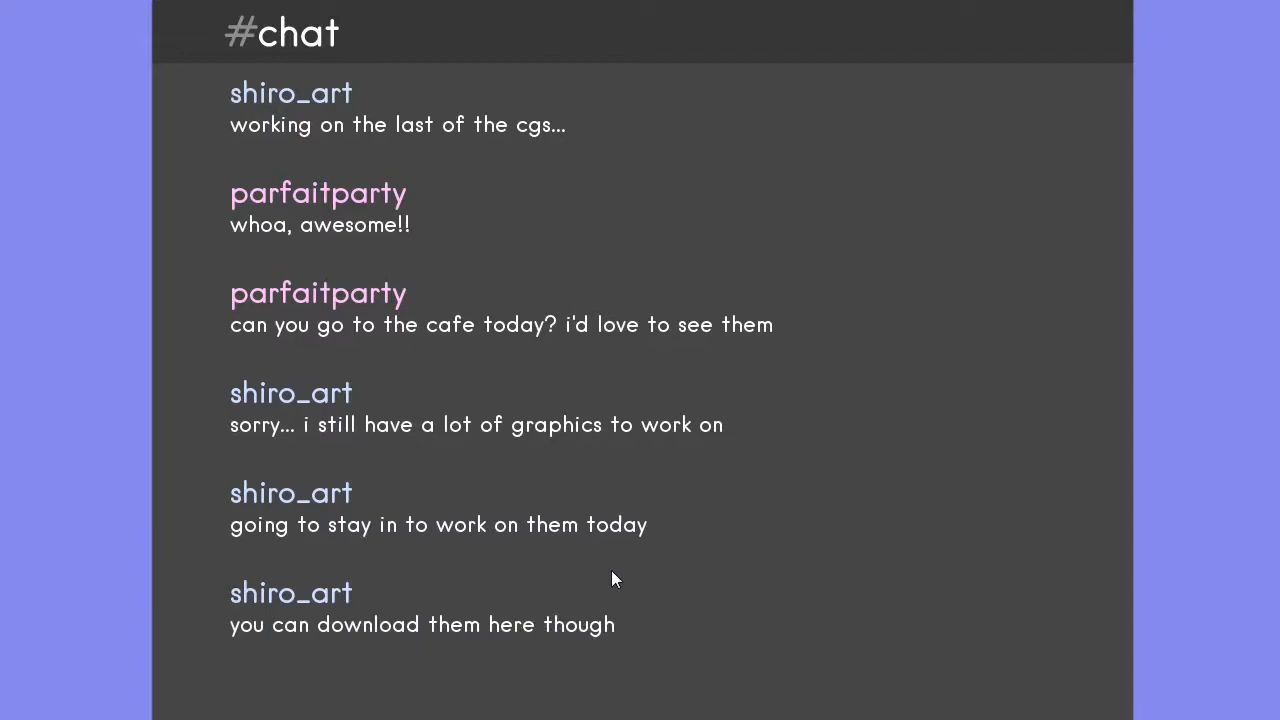 #chat
shiro_art
working on the last of the cgs...
parfaitparty
whoa, awesome!!
parfaitparty
can you go to the cafe today? i'd love to see them
shiro_art
sorry... i still have a lot of graphics to work on
shiro_art
going to stay in to work on them today
shiro_art
you can download them here though